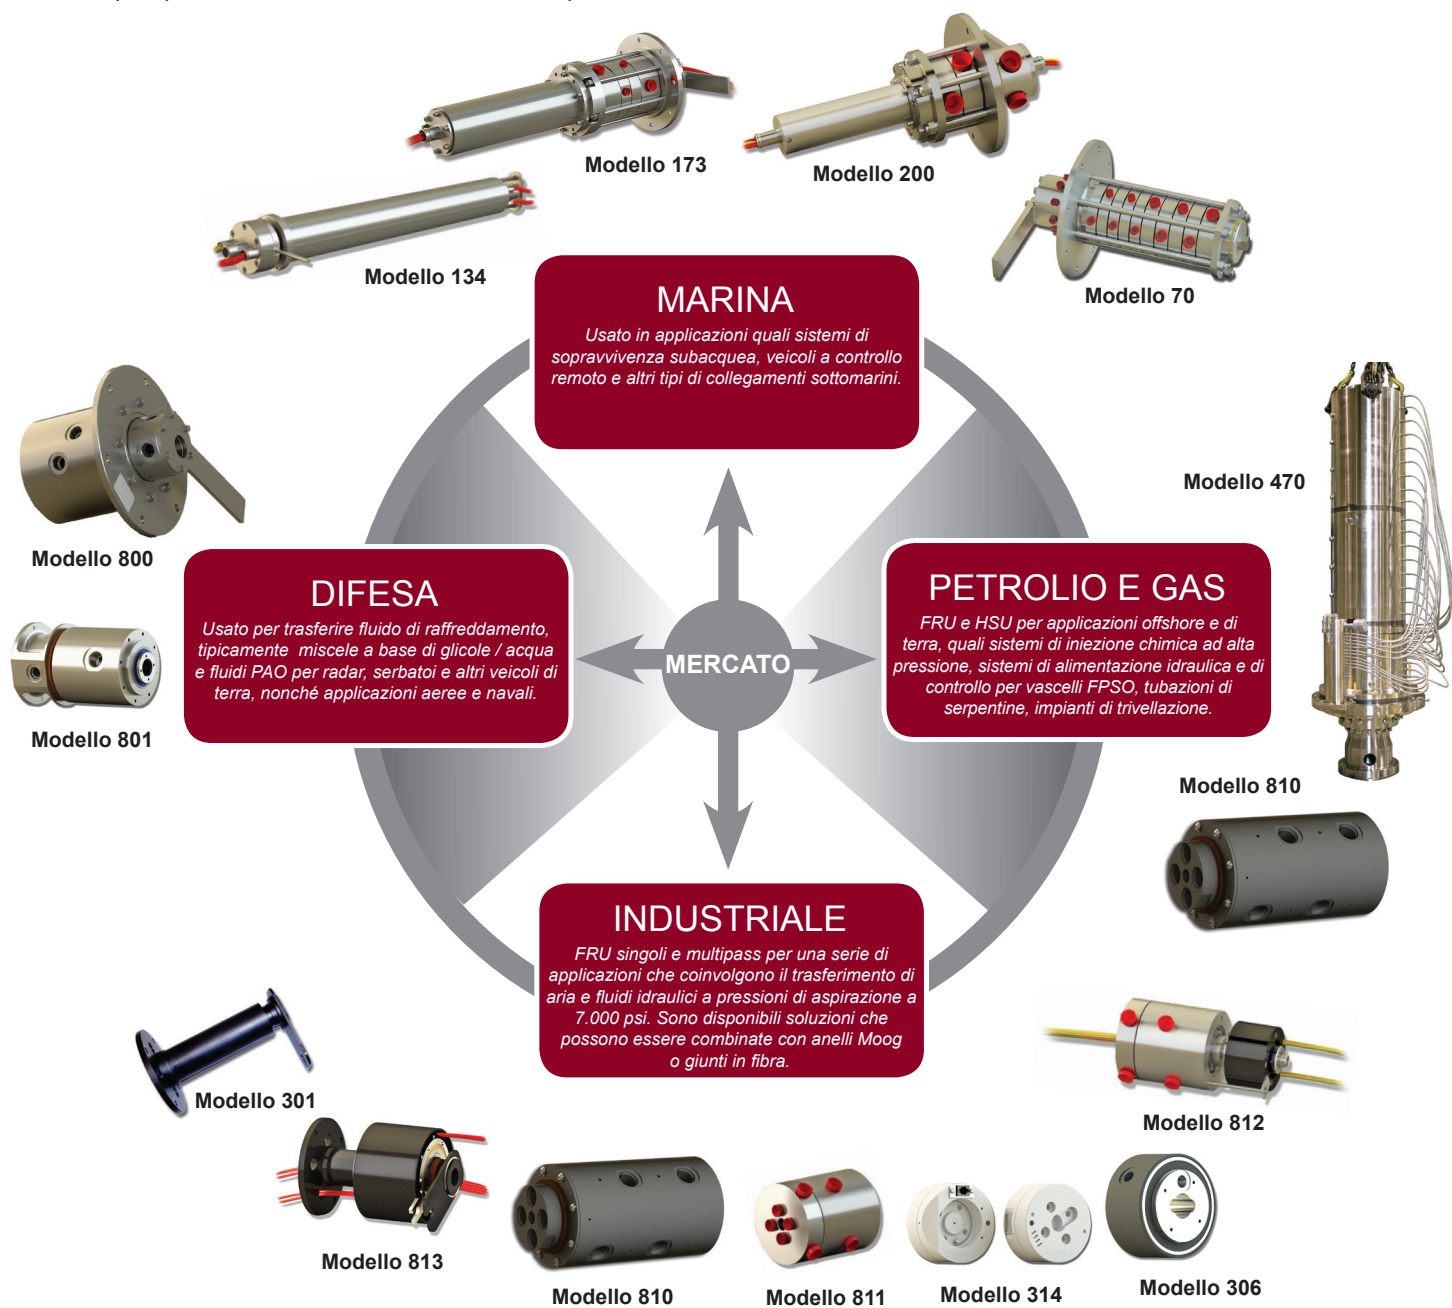 Modello 173
Modello 200
Modello 134
Modello 70
MARINA
Usato in applicazioni quali sistemi di
sopravvivenza subacquea, veicoli a controllo
remoto e altri tipi di collegamenti sottomarini.
Modello 470
Modello 800
DIFESA
Usato per trasferire fluido di raffreddamento,
tipicamente miscele a base di glicole / acqua
e fluidi PAO per radar, serbatoi e altri veicoli di
terra, nonché applicazioni aeree e navali.
MERCATO
PETROLIO E GAS
FRU e HSU per applicazioni offshore e di
terra, quali sistemi di iniezione chimica ad alta
pressione, sistemi di alimentazione idraulica e di
controllo per vascelli FPSO, tubazioni di
serpentine, impianti di trivellazione.
Modello 801
Modello 810
INDUSTRIALE
FRU singoli e multipass per una serie di
applicazioni che coinvolgono il trasferimento di
aria e fluidi idraulici a pressioni di aspirazione a
7.000 psi. Sono disponibili soluzioni che
possono essere combinate con anelli Moog
o giunti in fibra.
Modello 301
Modello 812
Modello 813
Modello 810
Modello 811
Modello 314
Modello 306